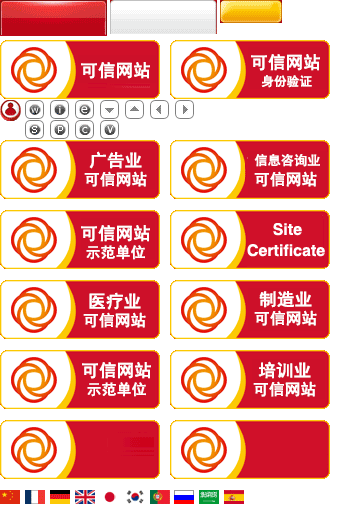 可信网站
可信网站
身份验证
W i e
S P C V
广告业
可信网站
信息咨询业
可信网站
可信网站
示范单位
Site
Certificate
医疗业
可信网站
制造业
可信网站
可信网站
示范单位
培训业
可信网站